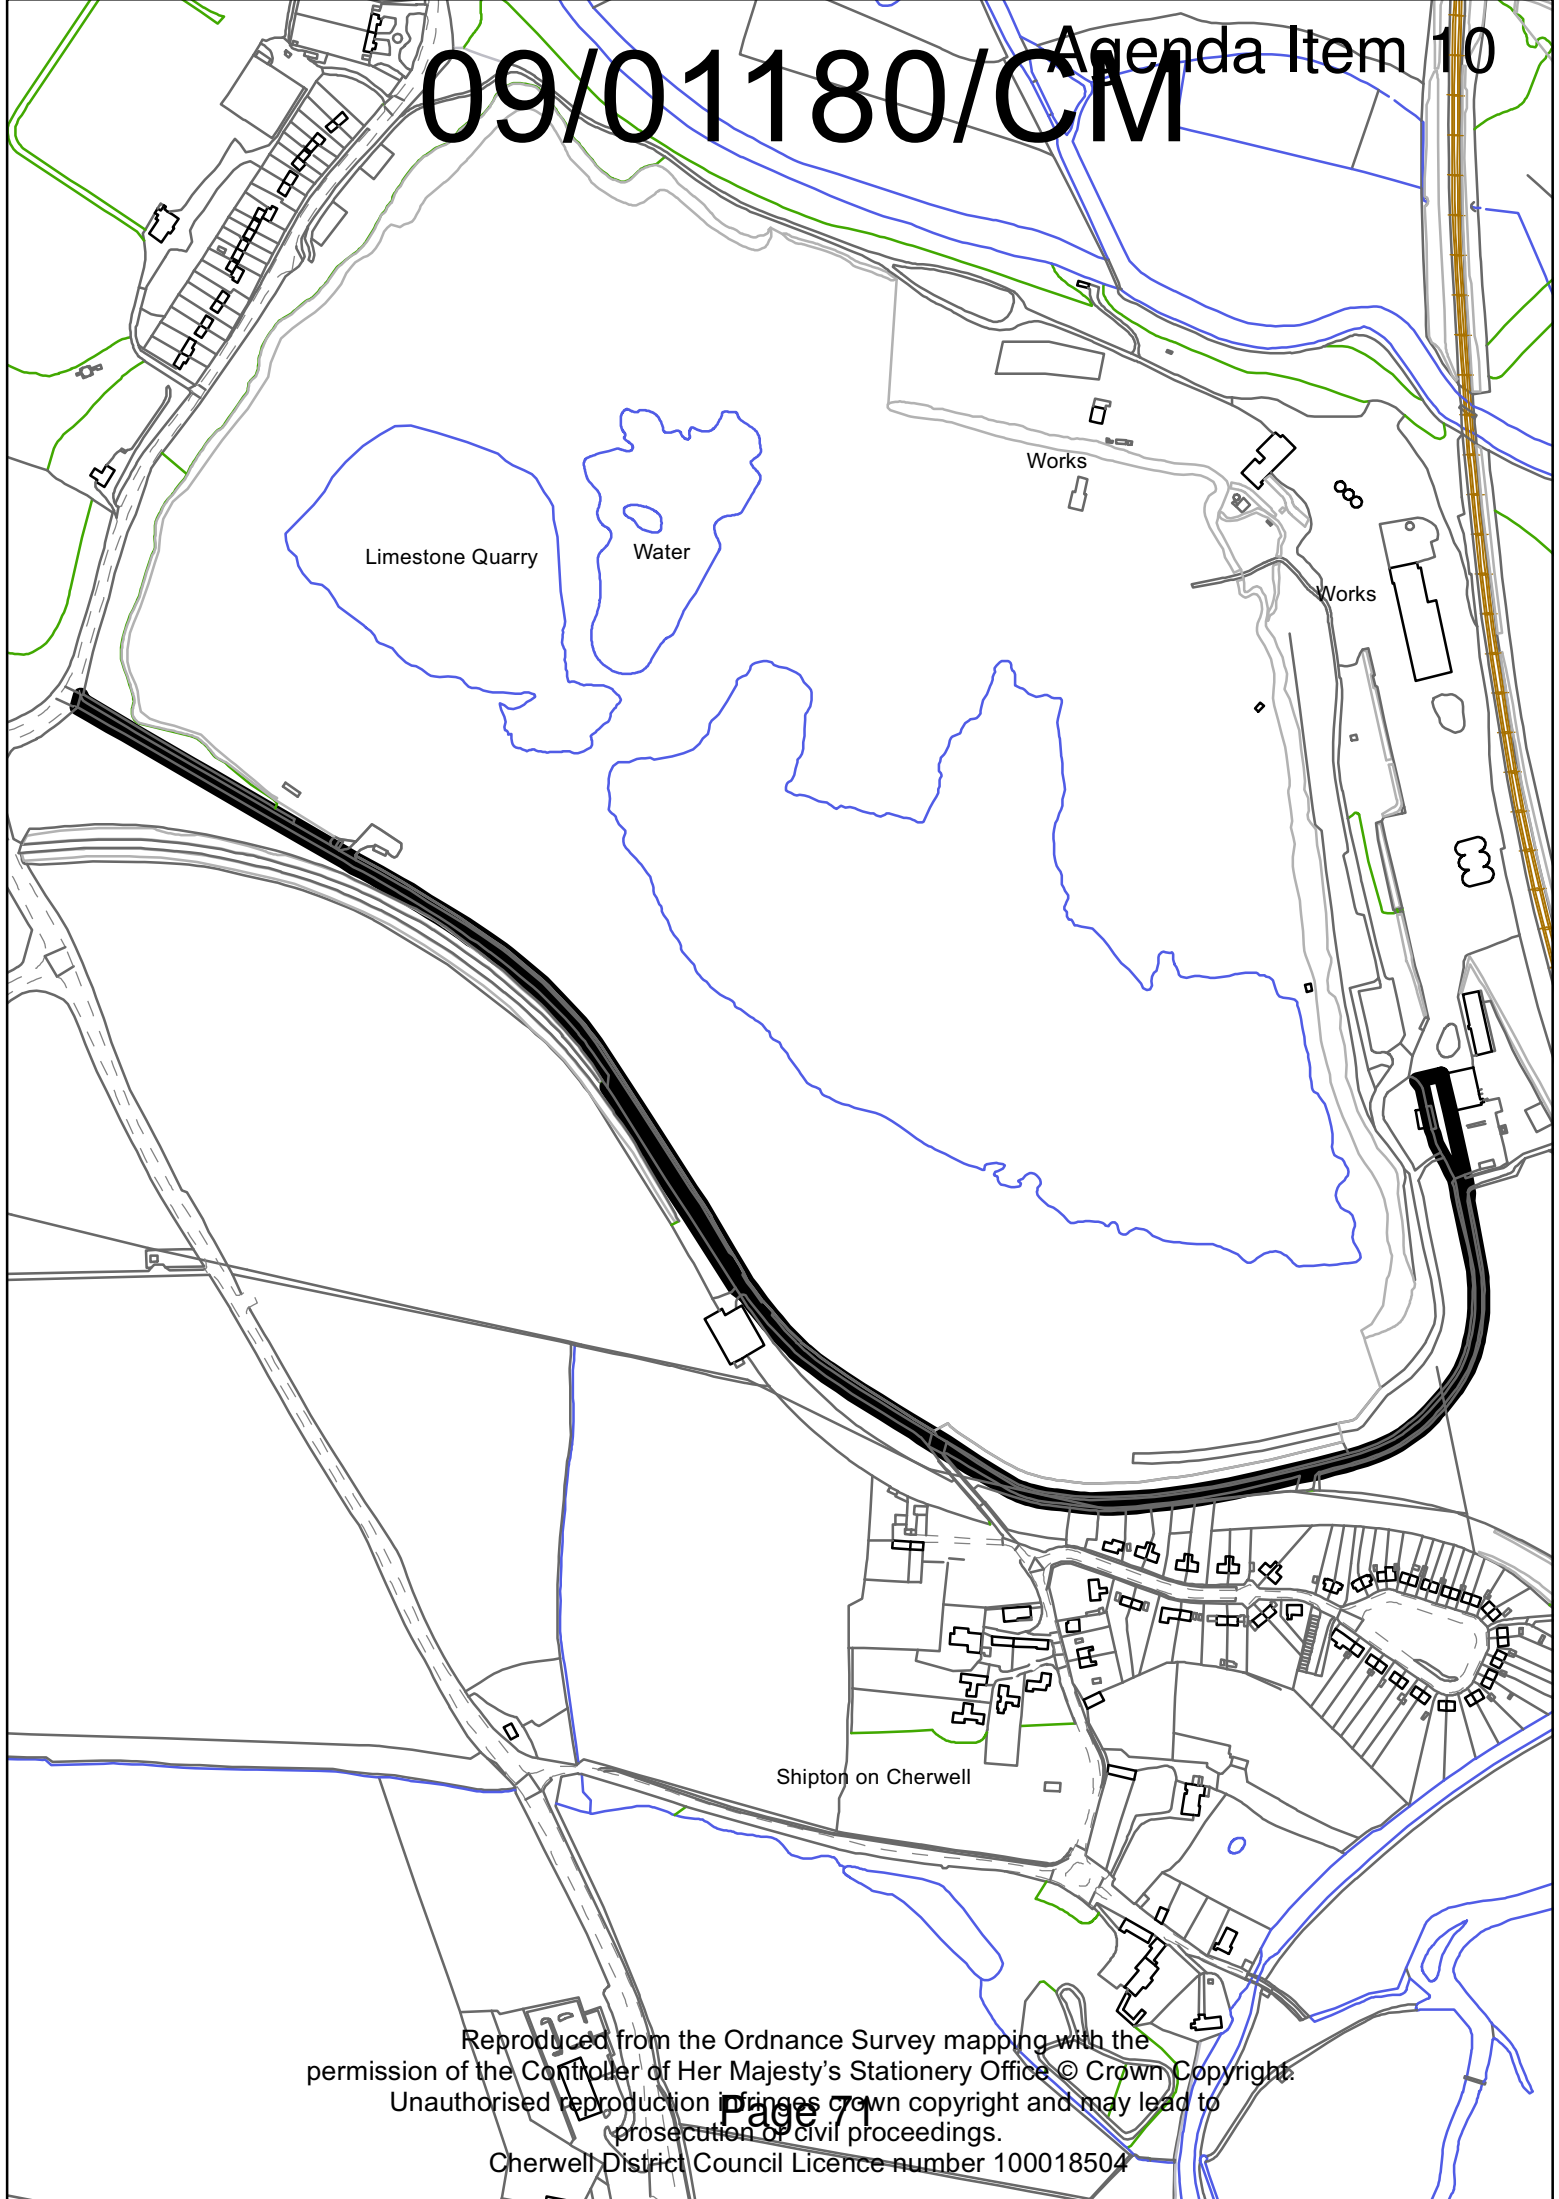 Agenda Item 10
09/01180/CM
Works
Limestone Quarry
Water
Works
Shipton on Cherwell
Reproduced from the Ordnance Survey mapping with the
permission of the Controller of Her Majesty's Stationery Office © Crown Copyright.
Unauthorised reproduction infringes crown copyright and may lead to
Page 71
prosecution or civil proceedings.
Cherwell District Council Licence number 100018504